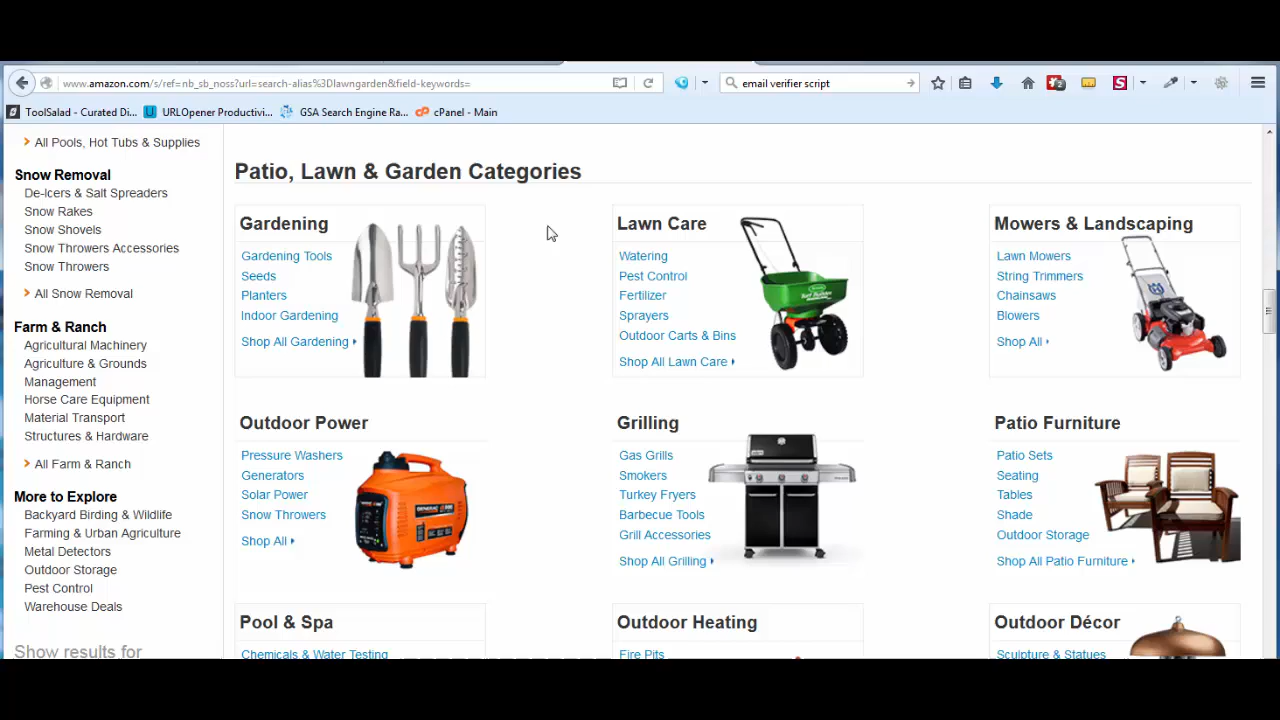 www.amazon.com/s/ref=nb_sb_noss?url=search-alias%3Dlawngarden&field-keywords=
email verifier script
2
S
ToolSalad - Curated Di...
URLOpener Productivi...
GSA Search Engine Ra...
cPanel - Main
All Pools, Hot Tubs & Supplies
Snow Removal
De-Icers & Salt Spreaders
Snow Rakes
Snow Shovels
Snow Throwers Accessories
Snow Throwers
All Snow Removal
Farm & Ranch
Agricultural Machinery
Agriculture & Grounds
Management
Horse Care Equipment
Material Transport
Structures & Hardware
All Farm & Ranch
More to Explore
Backyard Birding & Wildlife
Farming & Urban Agriculture
Metal Detectors
Outdoor Storage
Pest Control
Warehouse Deals
Show results for
Patio, Lawn & Garden Categories
Gardening
Gardening Tools
Seeds
Planters
Indoor Gardening
Shop All Gardening
Lawn Care
Watering
Pest Control
Fertilizer
Sprayers
Outdoor Carts & Bins
Shop All Lawn Care
Mowers & Landscaping
Lawn Mowers
String Trimmers
Chainsaws
Blowers
Shop All
Outdoor Power
Pressure Washers
Generators
Solar Power
Snow Throwers
Shop All
Grilling
Gas Grills
Smokers
Turkey Fryers
Barbecue Tools
Grill Accessories
Shop All Grilling
Patio Furniture
Patio Sets
Seating
Tables
Shade
Outdoor Storage
Shop All Patio Furniture
Pool & Spa
Chemicals & Water Testing
Outdoor Heating
Fire Pits
Outdoor Décor
Sculpture & Statues